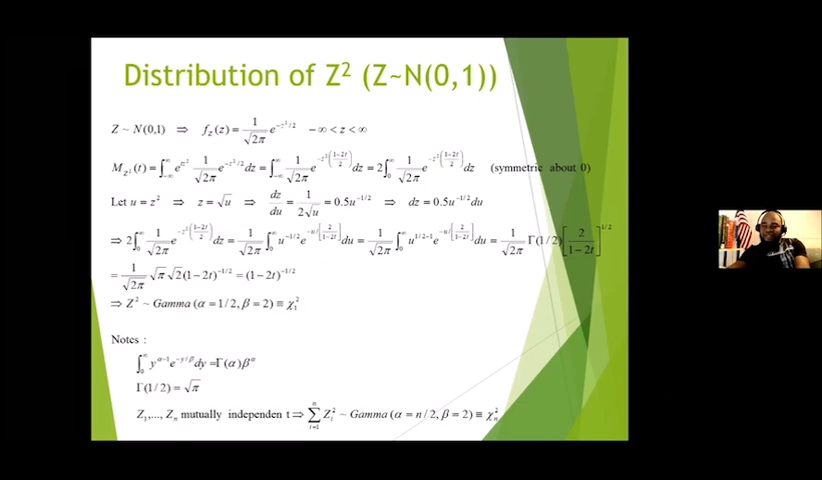 Distribution of Z² (Z~N(0,1))
Z ~ N(0,1) ⇒ f_Z(z) = 1/√(2π) e^(−z²/2) −∞ < z < ∞
M_{Z²}(t) = ∫_{−∞}^{∞} e^{tz²} 1/√(2π) e^{−z²/2} dz = ∫_{−∞}^{∞} 1/√(2π) e^{−z²((1−2t)/2)} dz = 2∫_0^∞ 1/√(2π) e^{−z²((1−2t)/2)} dz (symmetric about 0)
Let u = z² ⇒ z = √u ⇒ dz/du = 1/(2√u) = 0.5u^{−1/2} ⇒ dz = 0.5u^{−1/2}du
⇒ 2∫_0^∞ 1/√(2π) e^{−z²((1−2t)/2)} dz = 1/√(2π) ∫_0^∞ u^{−1/2} e^{−u/[2/(1−2t)]} du = 1/√(2π) ∫_0^∞ u^{1/2−1} e^{−u/[2/(1−2t)]} du = 1/√(2π) Γ(1/2)[2/(1−2t)]^{1/2}
= 1/√(2π) √π √2(1−2t)^{−1/2} = (1−2t)^{−1/2}
⇒ Z² ~ Gamma (α = 1/2, β = 2) ≡ χ₁²
Notes :
∫_0^∞ y^{α−1} e^{−y/β} dy = Γ(α)β^α
Γ(1/2) = √π
Z₁,..., Zₙ mutually independen t ⇒ ∑_{i=1}^{n} Z_i² ~ Gamma (α = n/2, β = 2) ≡ χₙ²